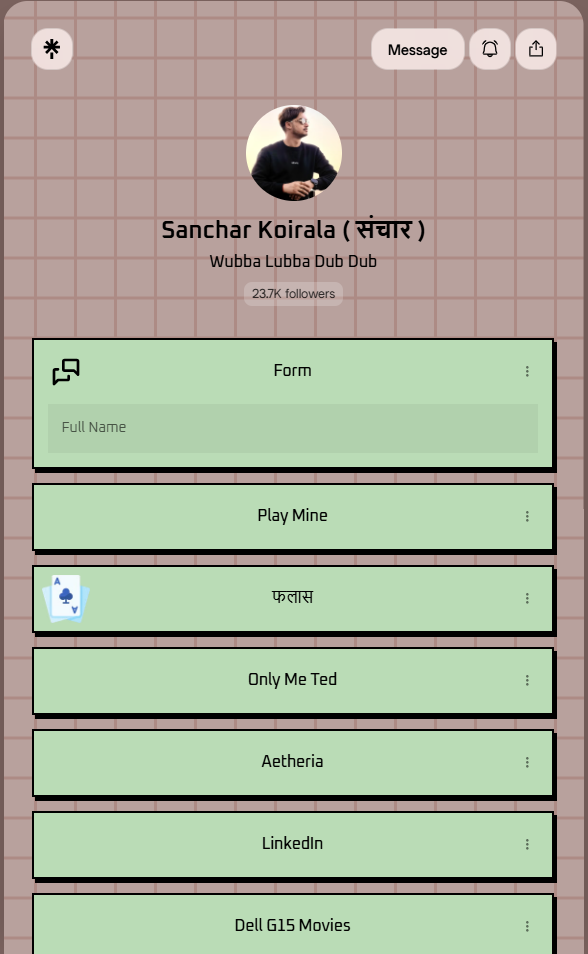 Message
Sanchar Koirala ( संचार )
Wubba Lubba Dub Dub
23.7K followers
Form
Full Name
Play Mine
A
A
फलास
Only Me Ted
Aetheria
LinkedIn
Dell G15 Movies